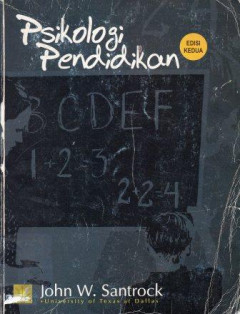 Psikologi
Pendidikan
EDISI
KEDUA
BCDEF
1+2=3
2+2=4
John W. Santrock
University of Texas at Dallas